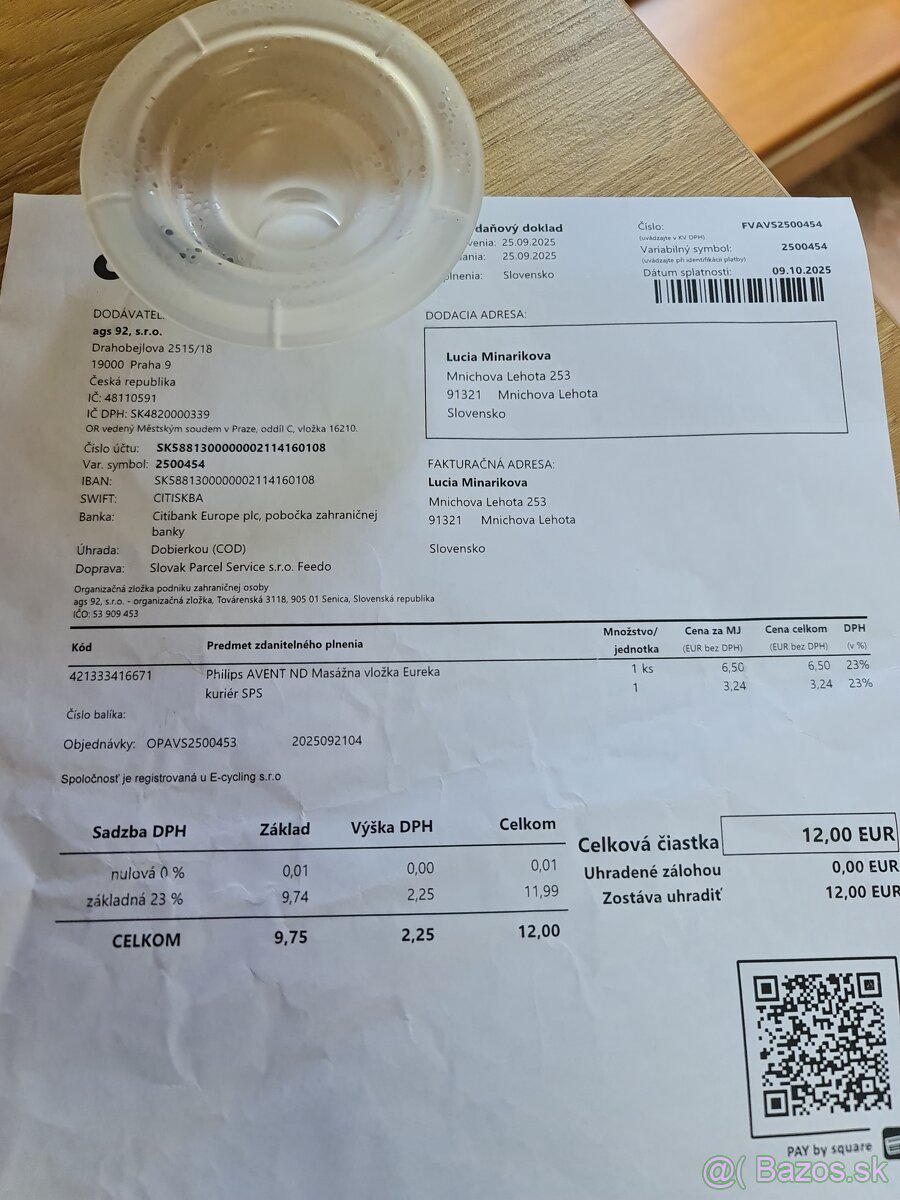 daňový doklad
venia: 25.09.2025
dania: 25.09.2025
plnenia: Slovensko
Číslo: FVAVS2500454
(uvádzajte v KV DPH)
Variabilný symbol: 2500454
(uvádzajte při identifikácii platby)
Dátum splatnosti: 09.10.2025
DODÁVATEĽ:
ags 92, s.r.o.
Drahobejlova 2515/18
19000 Praha 9
Česká republika
IČ: 48110591
IČ DPH: SK4820000339
OR vedený Městským soudem v Praze, oddíl C, vložka 16210.
Číslo účtu: SK5881300000002114160108
Var. symbol: 2500454
IBAN: SK5881300000002114160108
SWIFT: CITISKBA
Banka: Citibank Europe plc, pobočka zahraničnej
banky
Úhrada: Dobierkou (COD)
Doprava: Slovak Parcel Service s.r.o. Feedo
Organizačná zložka podniku zahraničnej osoby
ags 92, s.r.o. - organizačná zložka, Továrenská 3118, 905 01 Senica, Slovenská republika
IČO: 53 909 453
DODACIA ADRESA:
Lucia Minarikova
Mnichova Lehota 253
91321 Mnichova Lehota
Slovensko
FAKTURAČNÁ ADRESA:
Lucia Minarikova
Mnichova Lehota 253
91321 Mnichova Lehota
Slovensko
Kód Predmet zdanitelného plnenia Množstvo/ Cena za MJ Cena celkom DPH
jednotka (EUR bez DPH) (EUR bez DPH) (v %)
421333416671 Philips AVENT ND Masážna vložka Eureka 1 ks 6,50 6,50 23%
kuriér SPS 1 3,24 3,24 23%
Číslo balíka:
Objednávky: OPAVS2500453 2025092104
Spoločnosť je registrovaná u E-cycling s.r.o
Sadzba DPH Základ Výška DPH Celkom
nulová 0 % 0,01 0,00 0,01
základná 23 % 9,74 2,25 11,99
CELKOM 9,75 2,25 12,00
Celková čiastka 12,00 EUR
Uhradené zálohou 0,00 EUR
Zostáva uhradiť 12,00 EUR
PAY by square
@( Bazos.sk